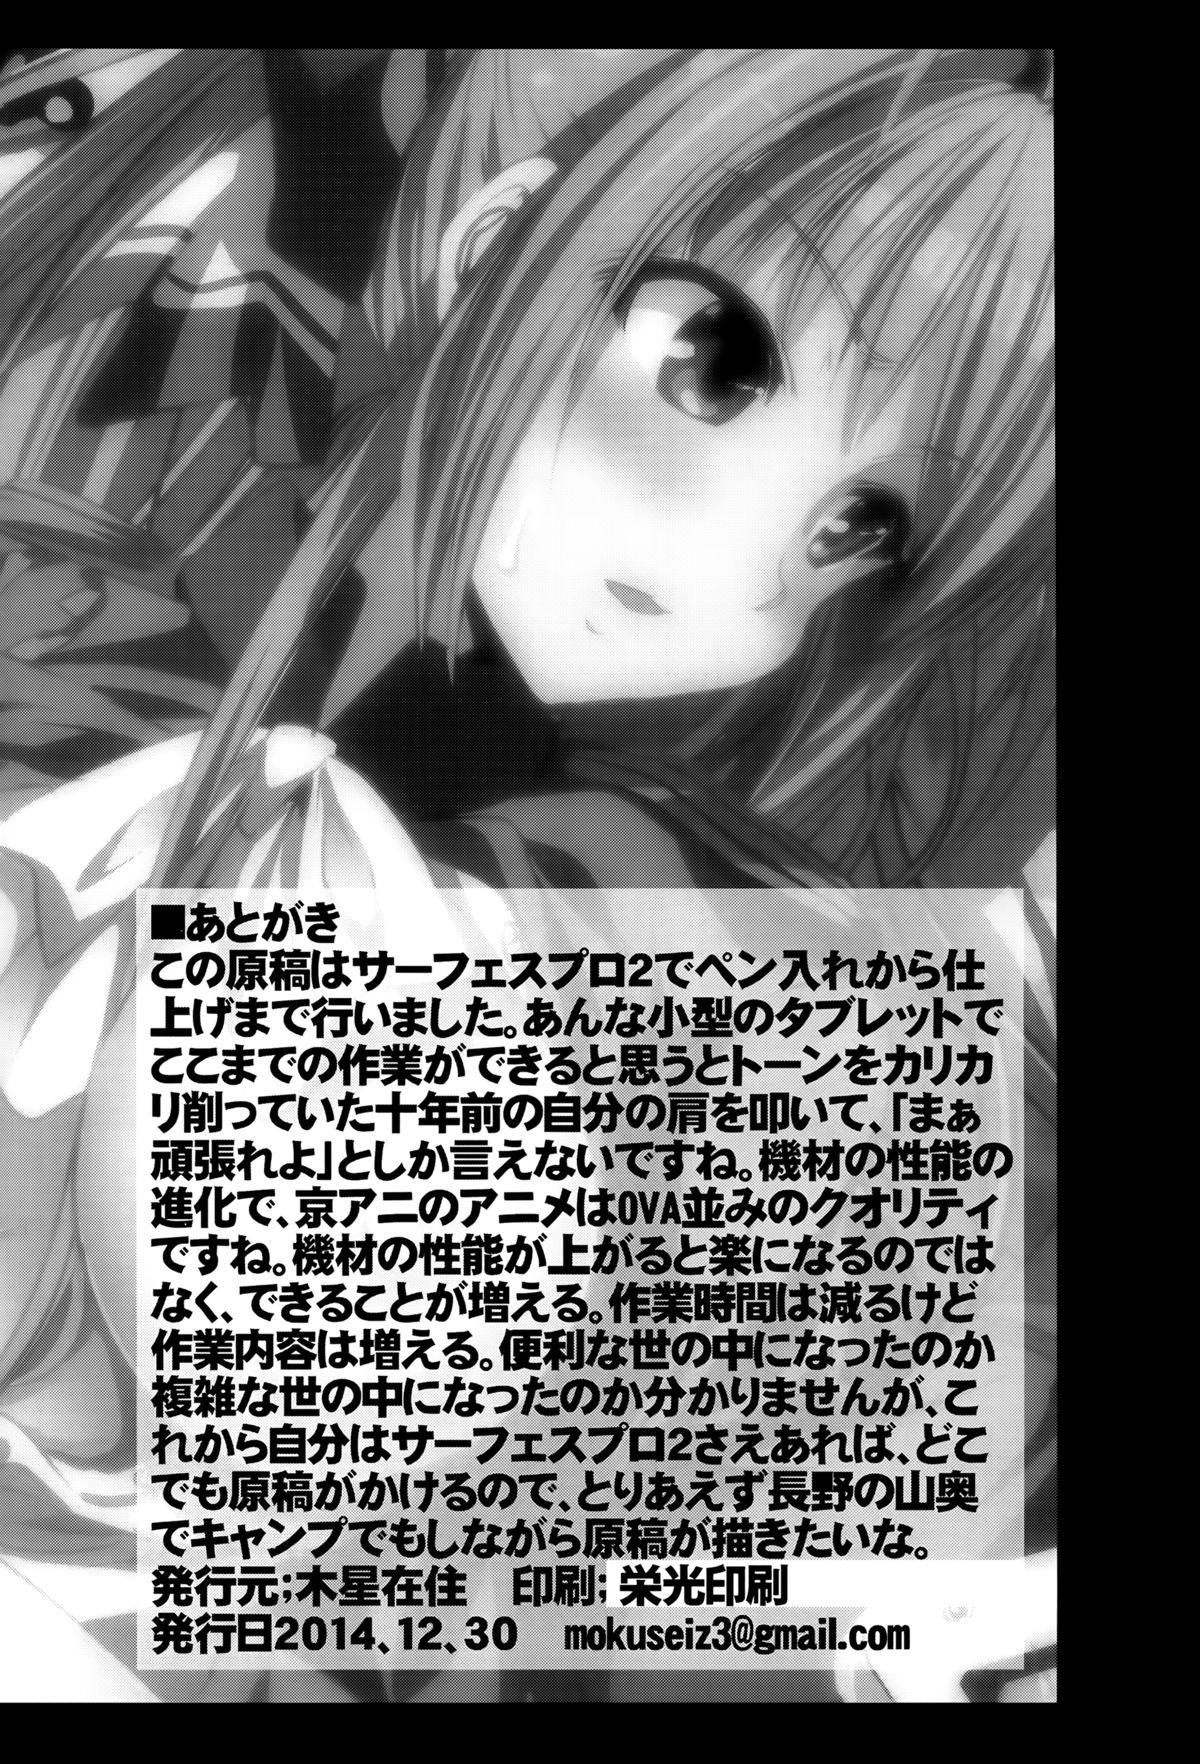 ■あとがき
この原稿はサーフェスプロ2でペン入れから仕
上げまで行いました。あんな小型のタブレットで
ここまでの作業ができると思うとトーンをカリカ
リ削っていた十年前の自分の肩を叩いて、「まぁ
頑張れよ」としか言えないですね。機材の性能の
進化で、京アニのアニメはOVA並みのクオリティ
ですね。機材の性能が上がると楽になるのでは
なく、できることが増える。作業時間は減るけど
作業内容は増える。便利な世の中になったのか
複雑な世の中になったのか分かりませんが、こ
れから自分はサーフェスプロ2さえあれば、どこ
でも原稿がかけるので、とりあえず長野の山奥
でキャンプでもしながら原稿が描きたいな。
発行元;木星在住　印刷;栄光印刷
発行日2014、12、30　mokuseiz3@gmail.com